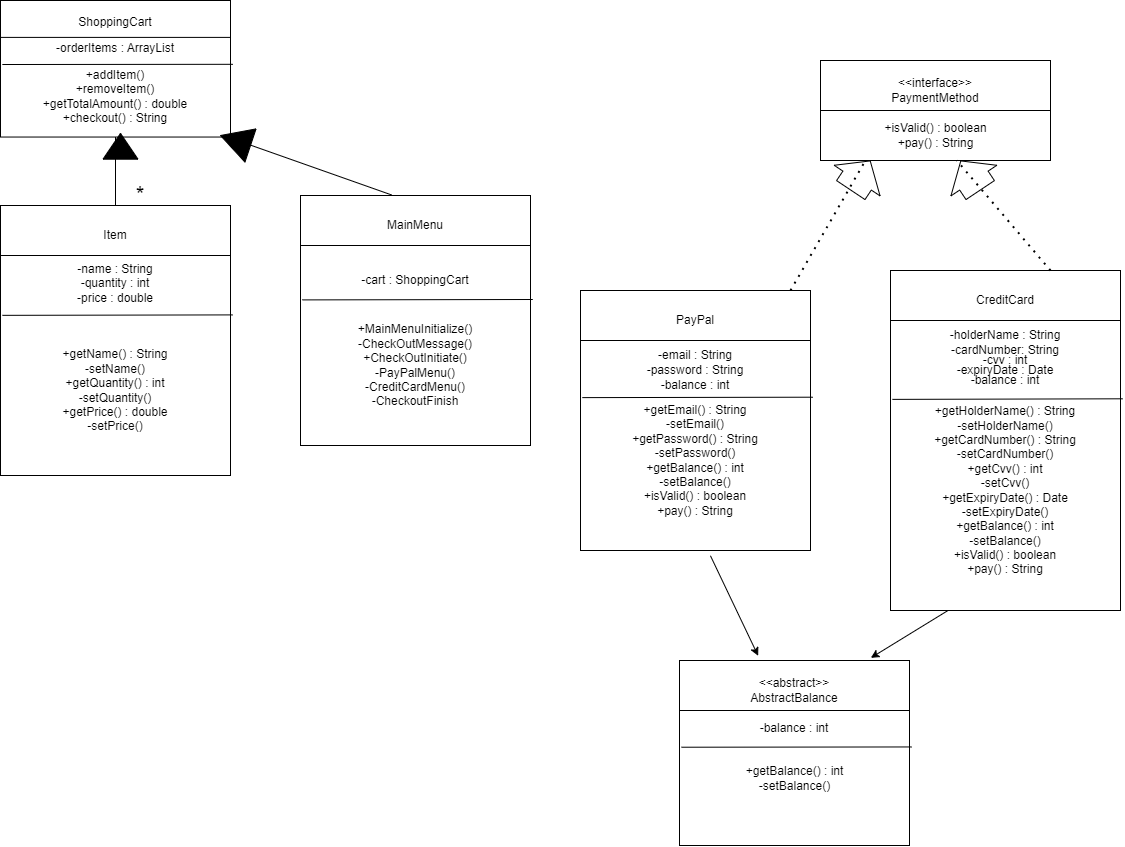 ShoppingCart
-orderItems : ArrayList
+addItem()
+removeItem()
+getTotalAmount() : double
+checkout() : String
*
Item
-name : String
-quantity : int
-price : double
+getName() : String
-setName()
+getQuantity() : int
-setQuantity()
+getPrice() : double
-setPrice()
MainMenu
-cart : ShoppingCart
+MainMenuInitialize()
-CheckOutMessage()
+CheckOutInitiate()
-PayPalMenu()
-CreditCardMenu()
-CheckoutFinish
<<interface>>
PaymentMethod
+isValid() : boolean
+pay() : String
PayPal
-email : String
-password : String
-balance : int
+getEmail() : String
-setEmail()
+getPassword() : String
-setPassword()
+getBalance() : int
-setBalance()
+isValid() : boolean
+pay() : String
CreditCard
-holderName : String
-cardNumber: String
-cvv : int
-expiryDate : Date
-balance : int
+getHolderName() : String
-setHolderName()
+getCardNumber() : String
-setCardNumber()
+getCvv() : int
-setCvv()
+getExpiryDate() : Date
-setExpiryDate()
+getBalance() : int
-setBalance()
+isValid() : boolean
+pay() : String
<<abstract>>
AbstractBalance
-balance : int
+getBalance() : int
-setBalance()